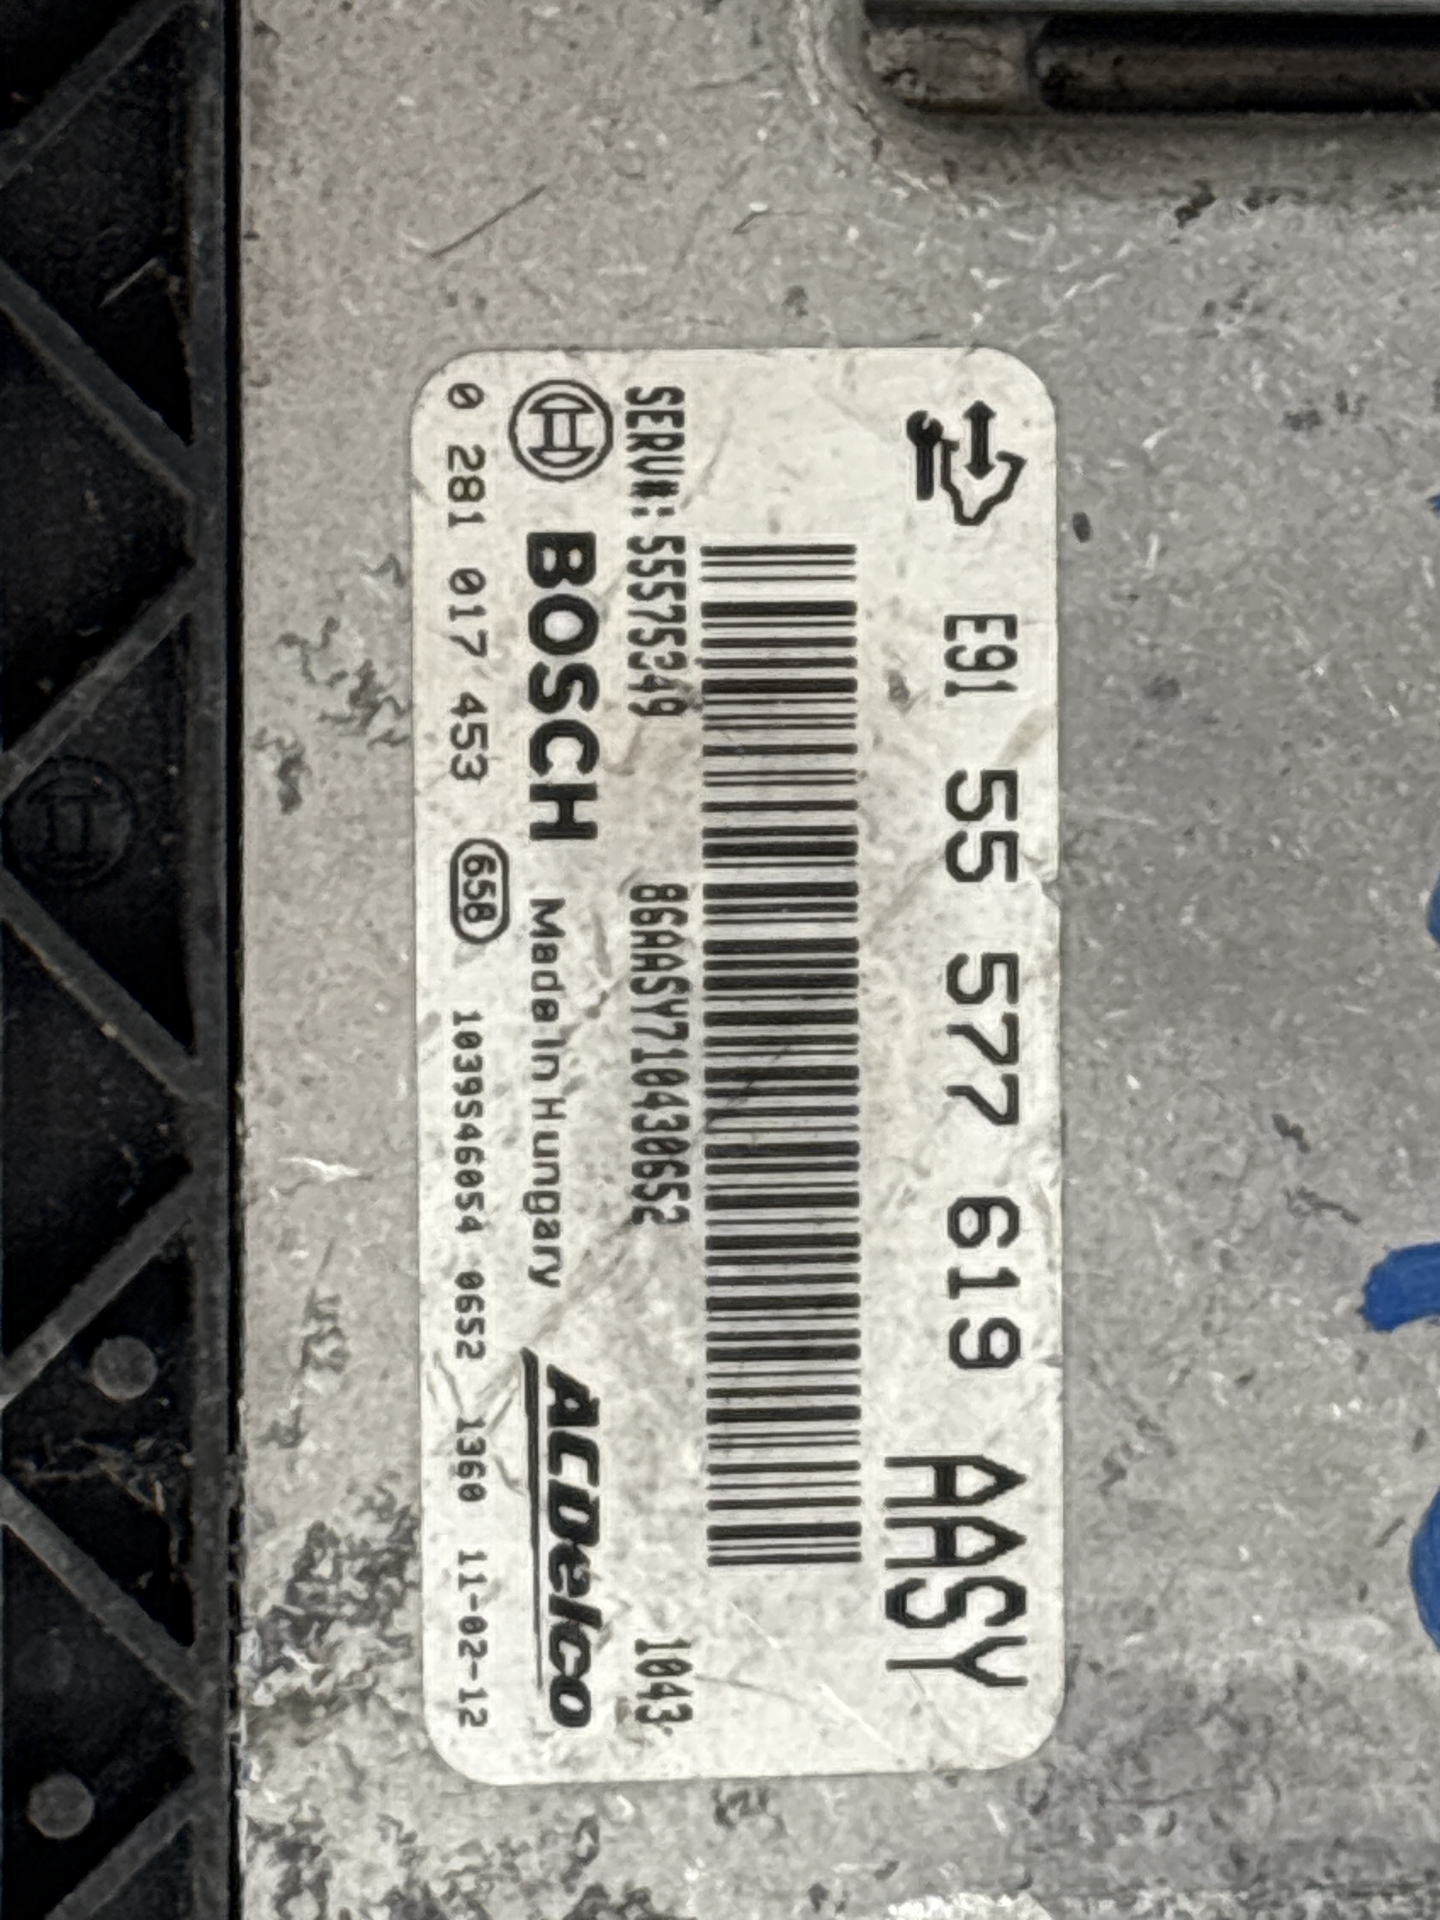 E91 55 577 619 AASY
SERV#: 55575349 86AASY710430652 1043
BOSCH Made in Hungary ACDelco
0 281 017 453 658 1039S46054 0652 1360 11-02-12